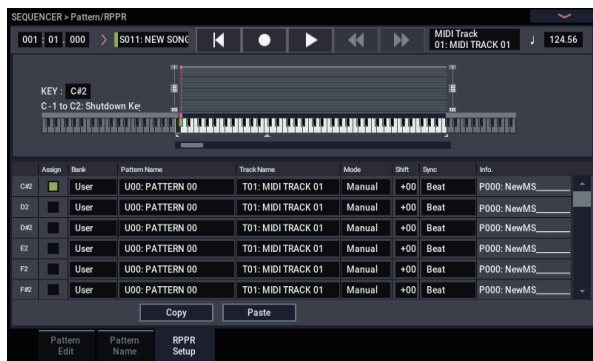 SEQUENCER > Pattern/RPPR
001 : 01 . 000 > S011: NEW SONG
MIDI Track
01: MIDI TRACK 01
♩ 124.56
KEY : C#2
C-1 to C2: Shutdown Key
Assign Bank Pattern Name Track Name Mode Shift Sync Info.
C#2 User U00: PATTERN 00 T01: MIDI TRACK 01 Manual +00 Beat P000: NewMS______
D2 User U00: PATTERN 00 T01: MIDI TRACK 01 Manual +00 Beat P000: NewMS______
D#2 User U00: PATTERN 00 T01: MIDI TRACK 01 Manual +00 Beat P000: NewMS______
E2 User U00: PATTERN 00 T01: MIDI TRACK 01 Manual +00 Beat P000: NewMS______
F2 User U00: PATTERN 00 T01: MIDI TRACK 01 Manual +00 Beat P000: NewMS______
F#2 User U00: PATTERN 00 T01: MIDI TRACK 01 Manual +00 Beat P000: NewMS______
Copy Paste
Pattern Edit
Pattern Name
RPPR Setup